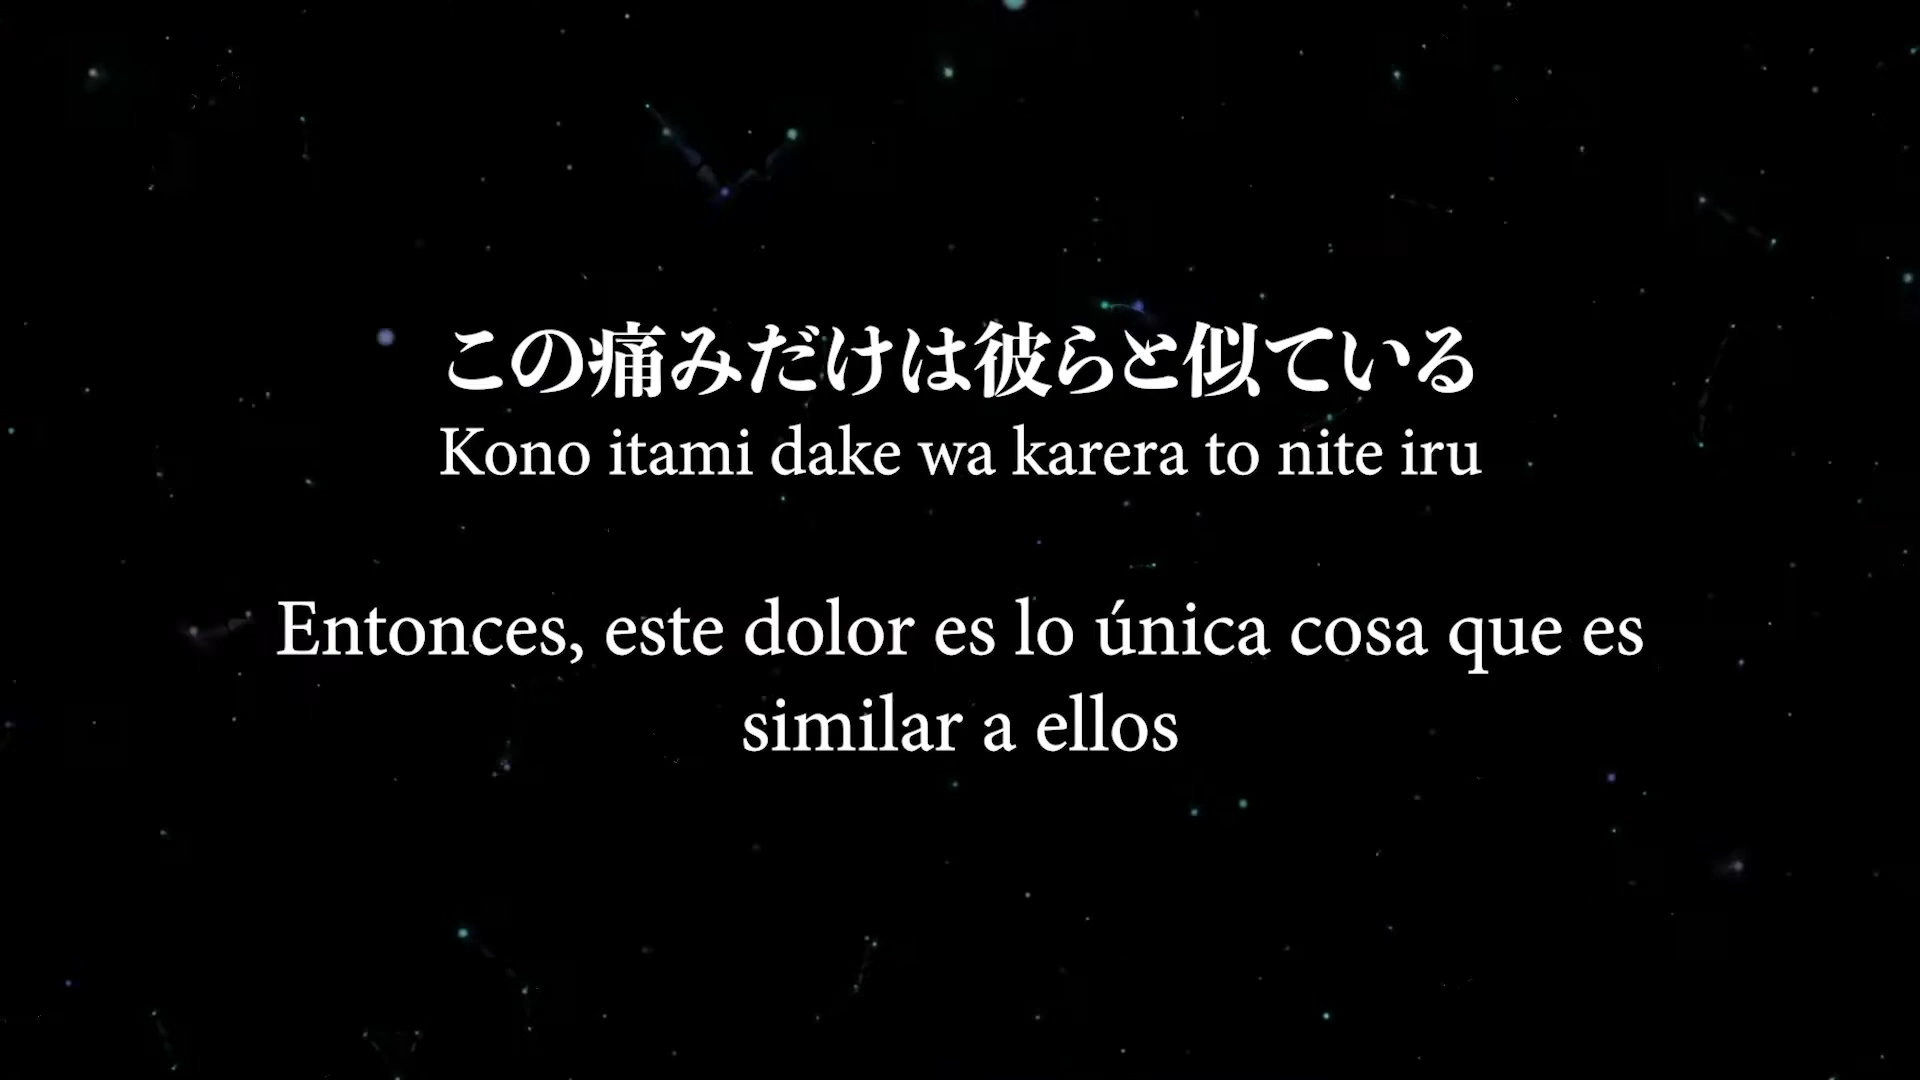 この痛みだけは彼らと似ている
Kono itami dake wa karera to nite iru
Entonces, este dolor es lo única cosa que es
similar a ellos